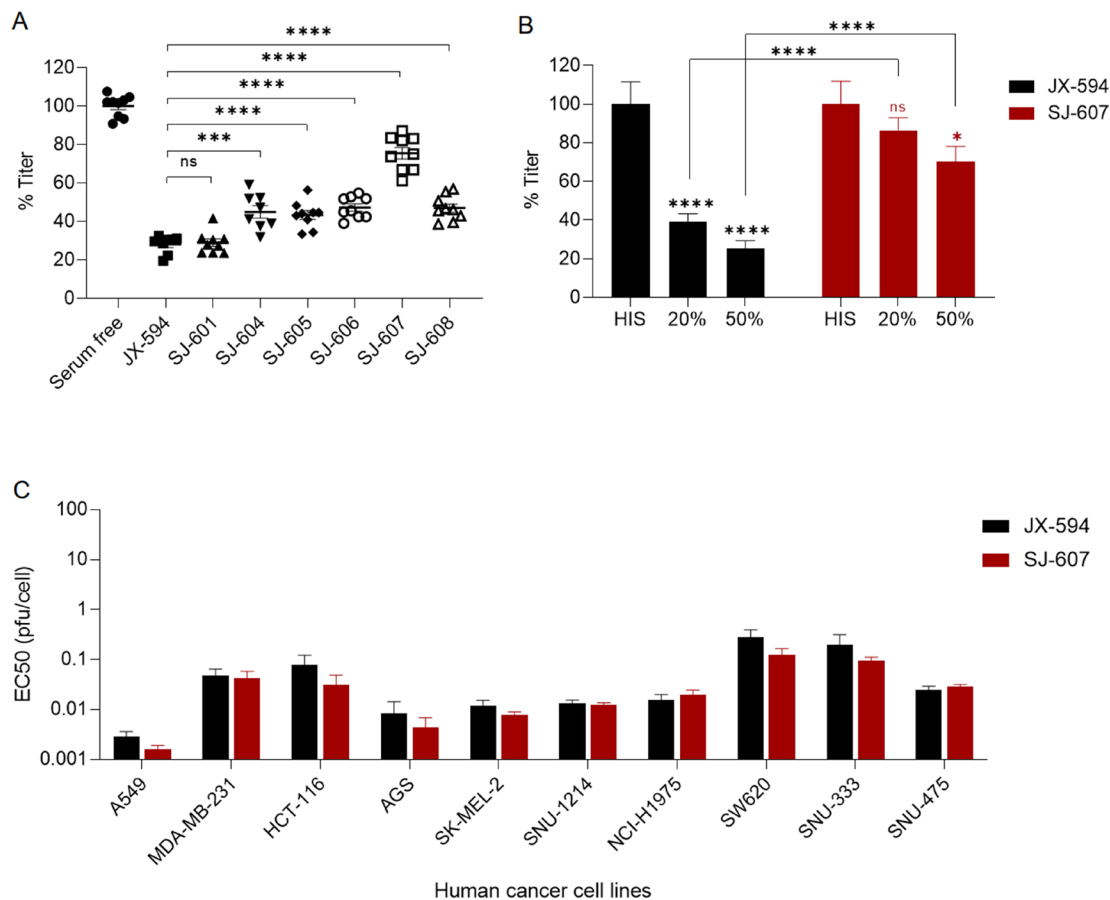 A
****
****
****
****
***
ns
% Titer
120
100
80
60
40
20
0
Serum free
JX-594
SJ-601
SJ-604
SJ-605
SJ-606
SJ-607
SJ-608
B
****
****
JX-594
SJ-607
% Titer
120
100
80
60
40
20
0
****
****
ns
*
HIS
20%
50%
HIS
20%
50%
C
JX-594
SJ-607
EC50 (pfu/cell)
100
10
1
0.1
0.01
0.001
A549
MDA-MB-231
HCT-116
AGS
SK-MEL-2
SNU-1214
NCI-H1975
SW620
SNU-333
SNU-475
Human cancer cell lines